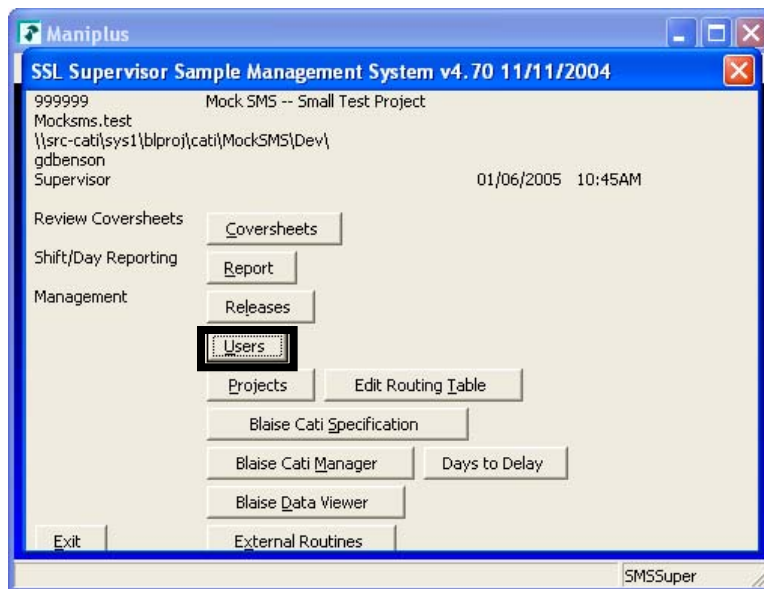 Maniplus
SSL Supervisor Sample Management System v4.70 11/11/2004
999999 Mock SMS -- Small Test Project
Mocksms.test
\\src-cati\sys1\blproj\cati\MockSMS\Dev\
gdbenson
Supervisor 01/06/2005 10:45AM
Review Coversheets Coversheets
Shift/Day Reporting Report
Management Releases
Users
Projects Edit Routing Table
Blaise Cati Specification
Blaise Cati Manager Days to Delay
Blaise Data Viewer
Exit External Routines
SMSSuper